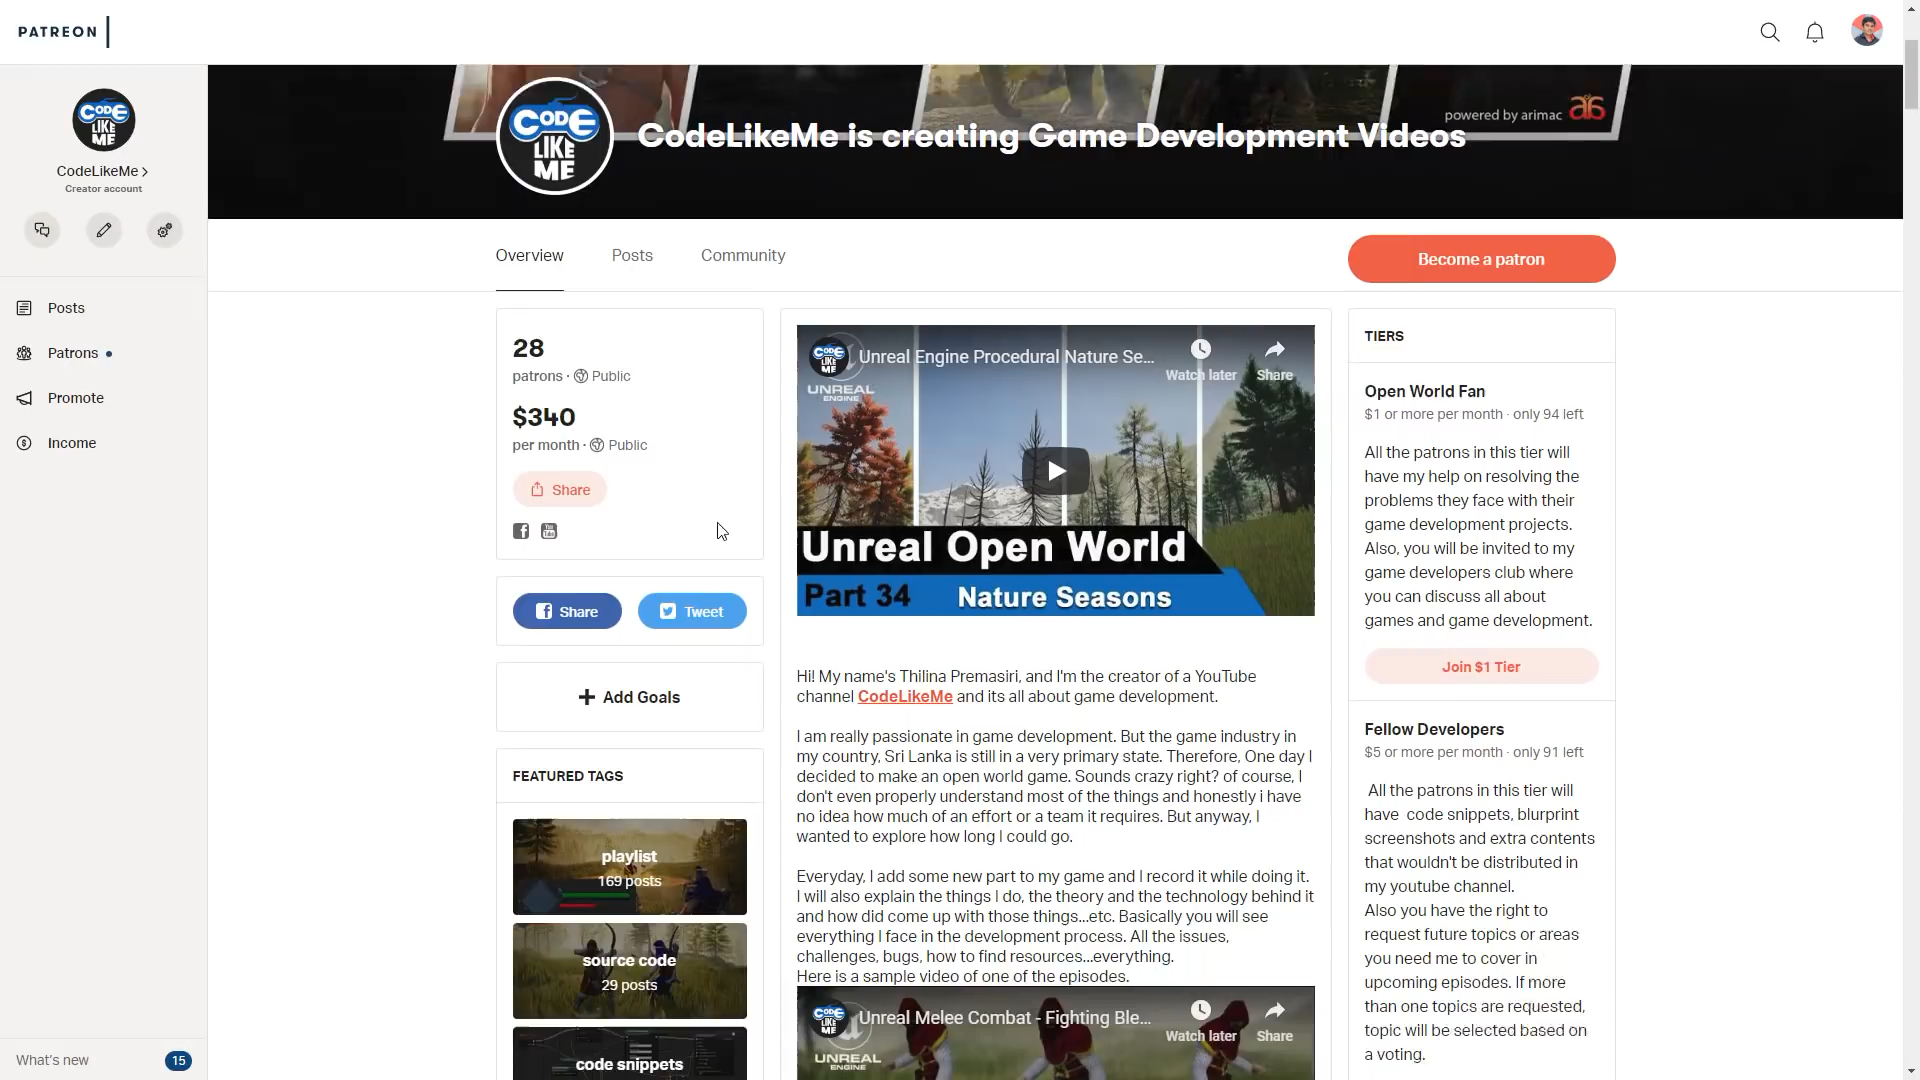 PATREON
CODE LIKE ME
CodeLikeMe
Creator account
Posts
Patrons
Promote
Income
What's new
15
CODE
LIKE
ME
CodeLikeMe is creating Game Development Videos
powered by arimac
Overview
Posts
Community
Become a patron
28
patrons · Public
$340
per month · Public
Share
Share
Tweet
Add Goals
FEATURED TAGS
playlist
169 posts
source code
29 posts
code snippets
Unreal Engine Procedural Nature Se...
Watch later
Share
UNREAL
ENGINE
Unreal Open World
Part 34
Nature Seasons
Hi! My name's Thilina Premasiri, and I'm the creator of a YouTube
channel CodeLikeMe and its all about game development.
I am really passionate in game development. But the game industry in
my country, Sri Lanka is still in a very primary state. Therefore, One day I
decided to make an open world game. Sounds crazy right? of course, I
don't even properly understand most of the things and honestly i have
no idea how much of an effort or a team it requires. But anyway, I
wanted to explore how long I could go.
Everyday, I add some new part to my game and I record it while doing it.
I will also explain the things I do, the theory and the technology behind it
and how did come up with those things...etc. Basically you will see
everything I face in the development process. All the issues,
challenges, bugs, how to find resources...everything.
Here is a sample video of one of the episodes.
Unreal Melee Combat - Fighting Ble...
Watch later
Share
UNREAL
ENGINE
TIERS
Open World Fan
$1 or more per month · only 94 left
All the patrons in this tier will
have my help on resolving the
problems they face with their
game development projects.
Also, you will be invited to my
game developers club where
you can discuss all about
games and game development.
Join $1 Tier
Fellow Developers
$5 or more per month · only 91 left
All the patrons in this tier will
have code snippets, blurprint
screenshots and extra contents
that wouldn't be distributed in
my youtube channel.
Also you have the right to
request future topics or areas
you need me to cover in
upcoming episodes. If more
than one topics are requested,
topic will be selected based on
a voting.